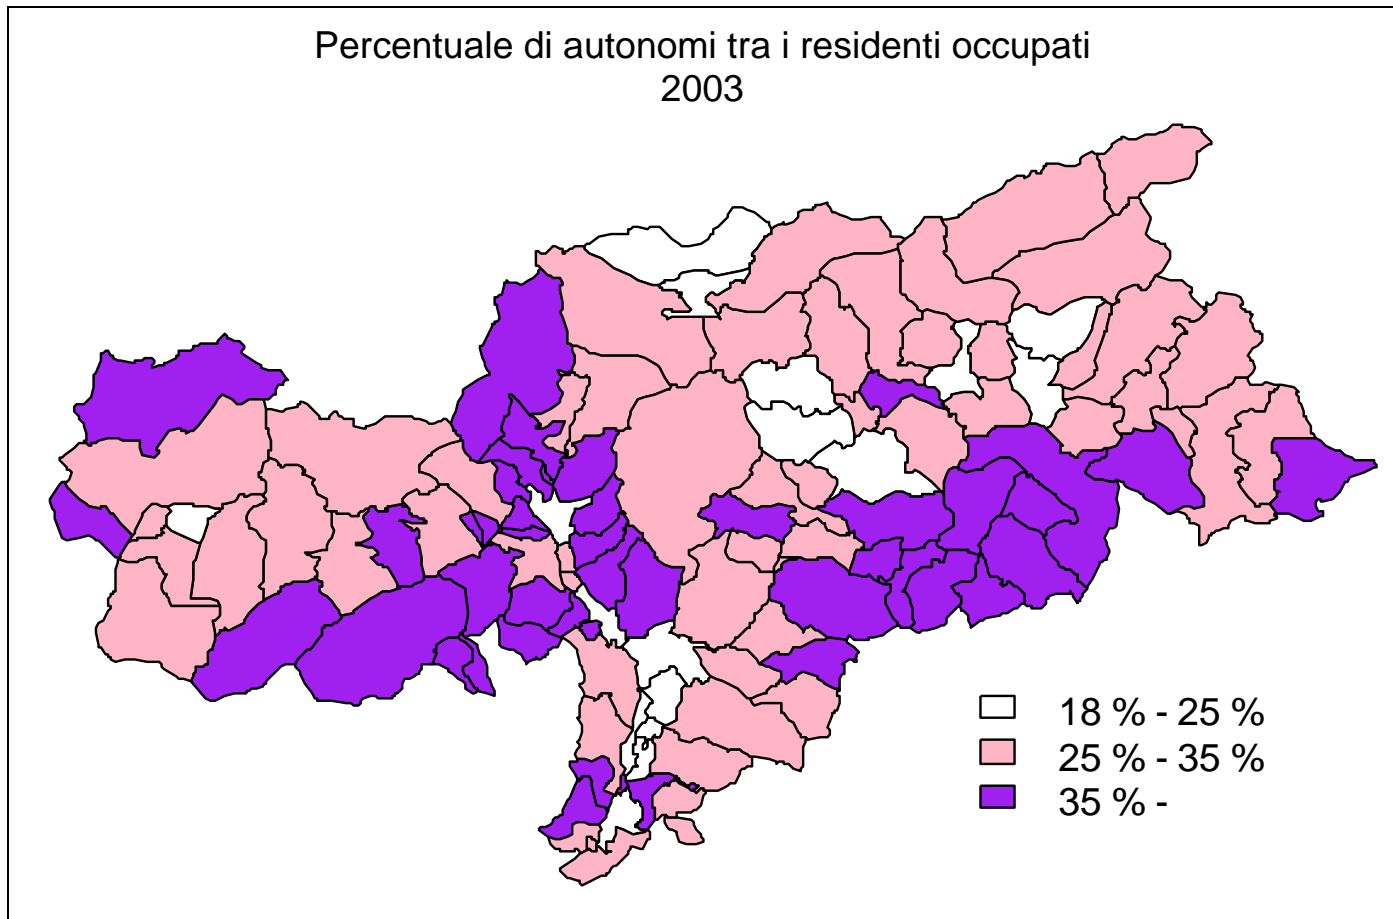 Percentuale di autonomi tra i residenti occupati
2003
18 % - 25 %
25 % - 35 %
35 % -